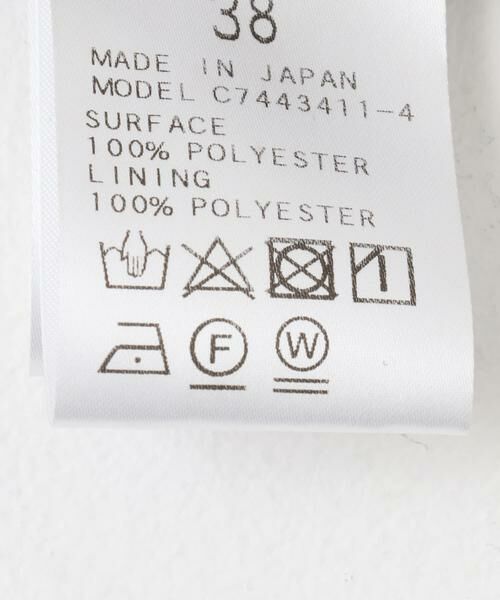 38
MADE IN JAPAN
MODEL C7443411-4
SURFACE
100% POLYESTER
LINING
100% POLYESTER
F W